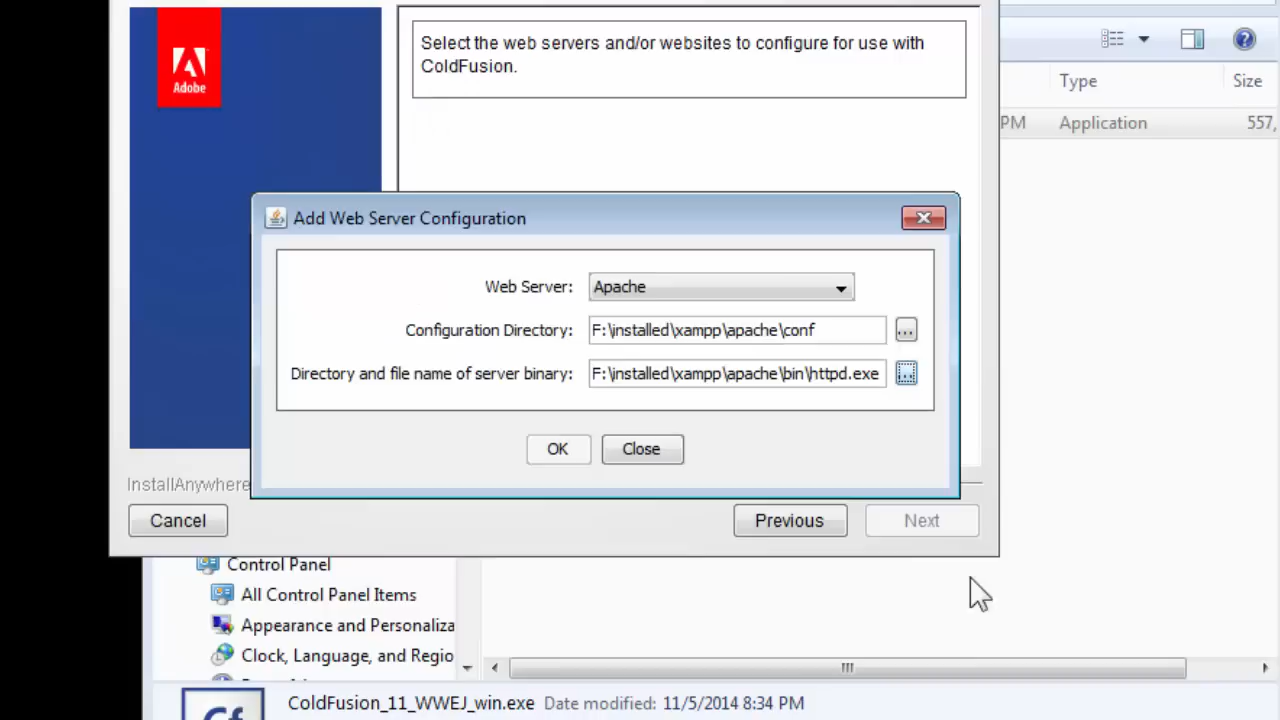 Adobe
Select the web servers and/or websites to configure for use with
ColdFusion.
Type
Size
PM
Application
557,
Add Web Server Configuration
Web Server:
Apache
Configuration Directory:
F:\installed\xampp\apache\conf
...
Directory and file name of server binary:
F:\installed\xampp\apache\bin\httpd.exe
...
OK
Close
InstallAnywhere
Cancel
Previous
Next
Control Panel
All Control Panel Items
Appearance and Personaliza
Clock, Language, and Regio
Cf
ColdFusion_11_WWEJ_win.exe
Date modified: 11/5/2014 8:34 PM